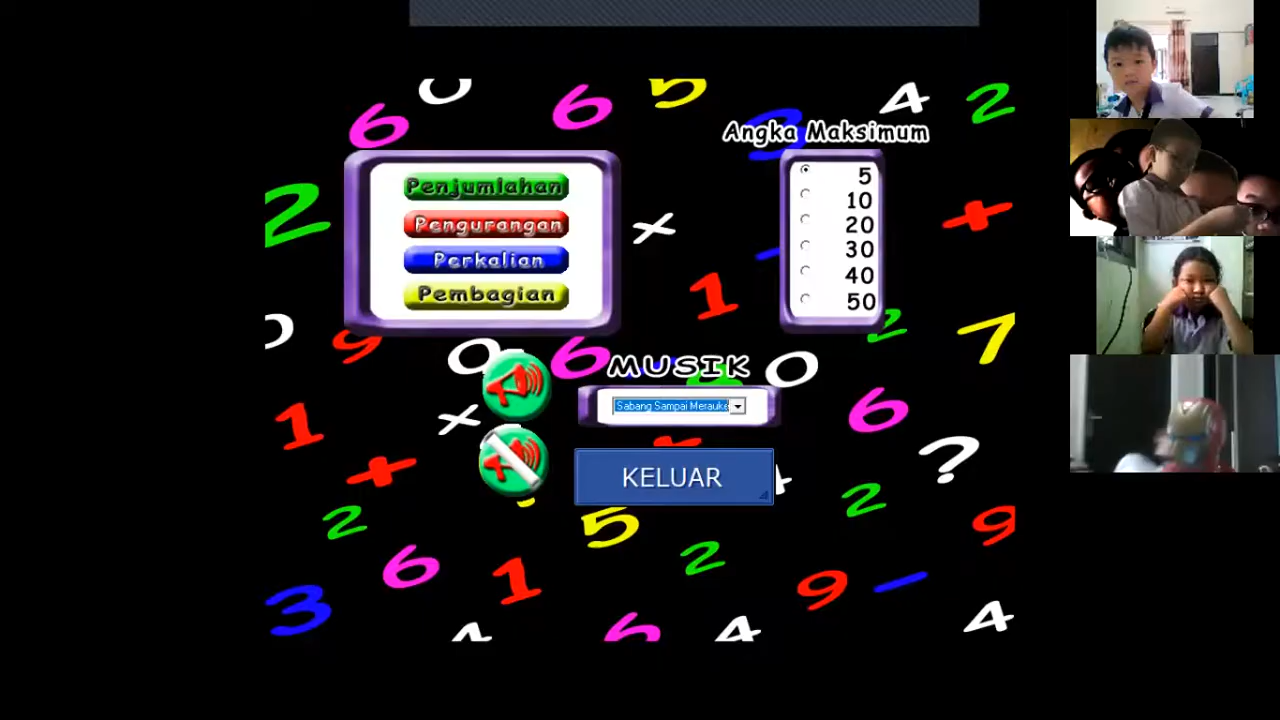 Angka Maksimum
Penjumlahan
Pengurangan
Perkalian
Pembagian
5
10
20
30
40
50
MUSIK
Sabang Sampai Merauke
KELUAR